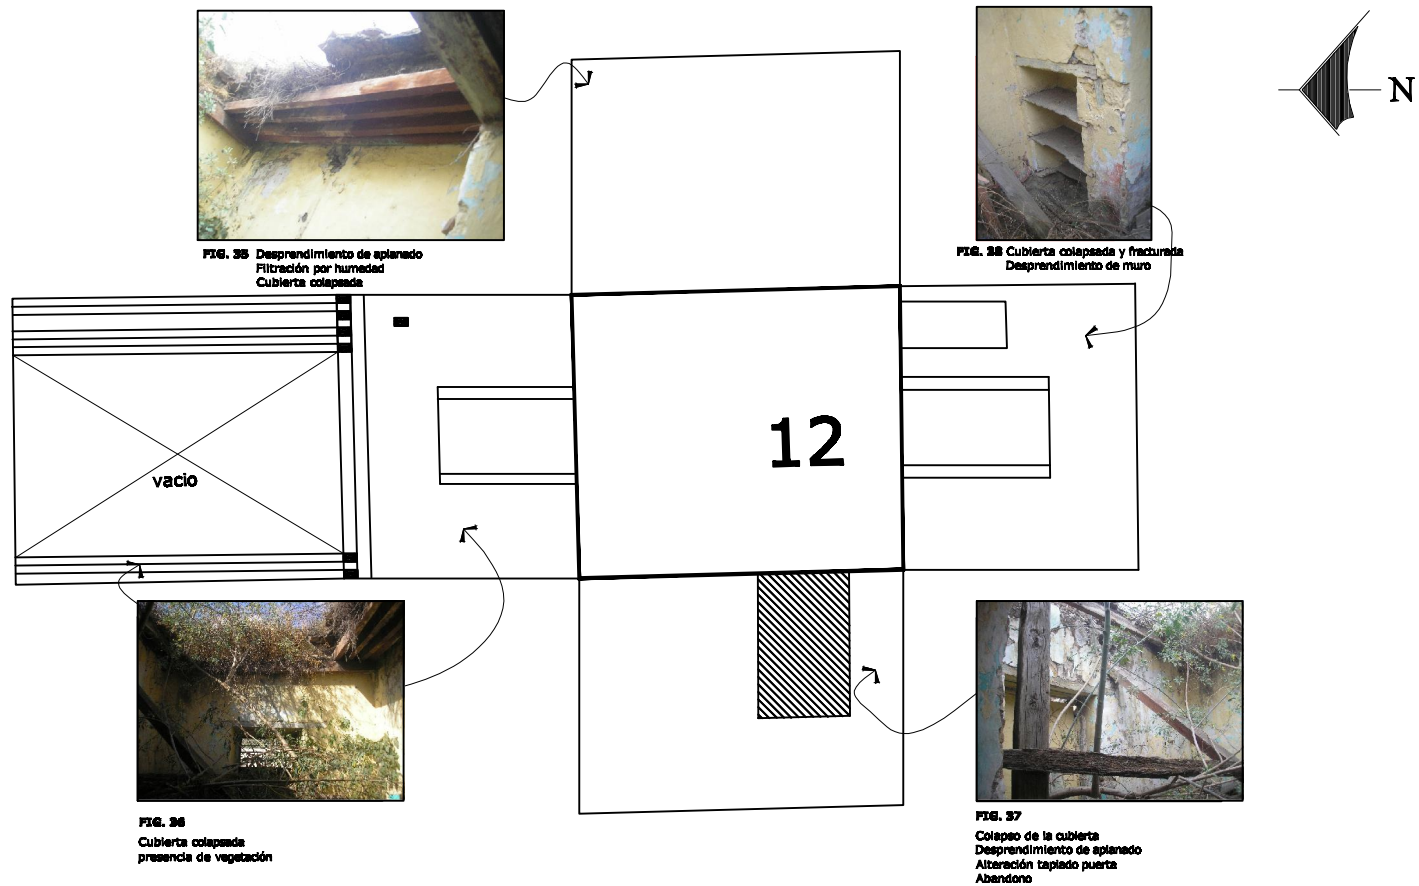 N
FIG. 35 Desprendimiento de aplanado
Filtración por humedad
Cubierta colapsada
FIG. 38 Cubierta colapsada y fracturada
Desprendimiento de muro
12
vacio
FIG. 36
Cubierta colapsada
presencia de vegetación
FIG. 37
Colapso de la cubierta
Desprendimiento de aplanado
Alteración tapiado puerta
Abandono